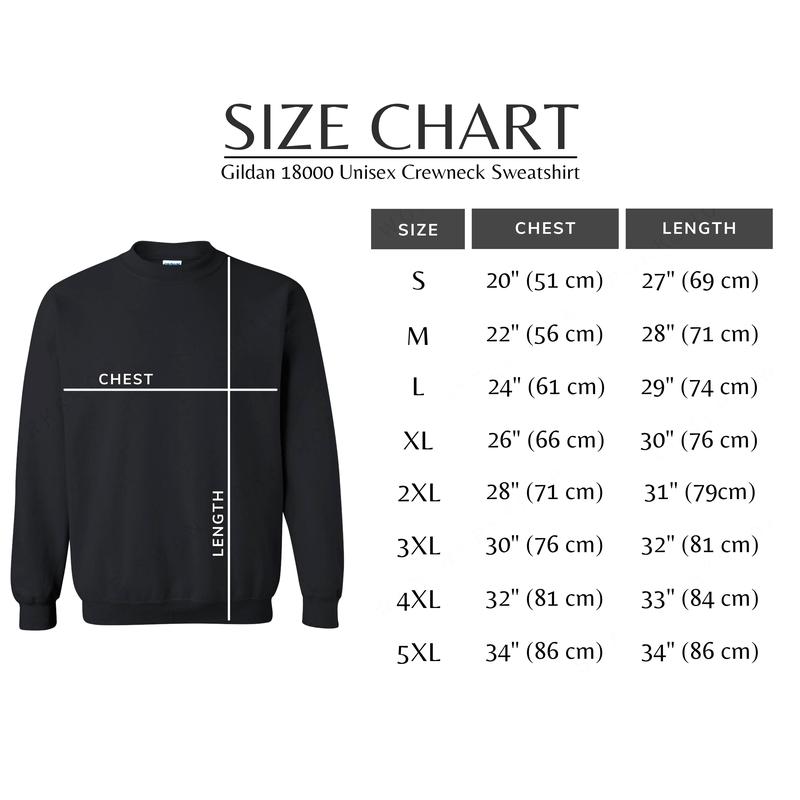 SIZE CHART
Gildan 18000 Unisex Crewneck Sweatshirt
SIZE CHEST LENGTH
S 20" (51 cm) 27" (69 cm)
M 22" (56 cm) 28" (71 cm)
L 24" (61 cm) 29" (74 cm)
XL 26" (66 cm) 30" (76 cm)
2XL 28" (71 cm) 31" (79cm)
3XL 30" (76 cm) 32" (81 cm)
4XL 32" (81 cm) 33" (84 cm)
5XL 34" (86 cm) 34" (86 cm)
CHEST
LENGTH